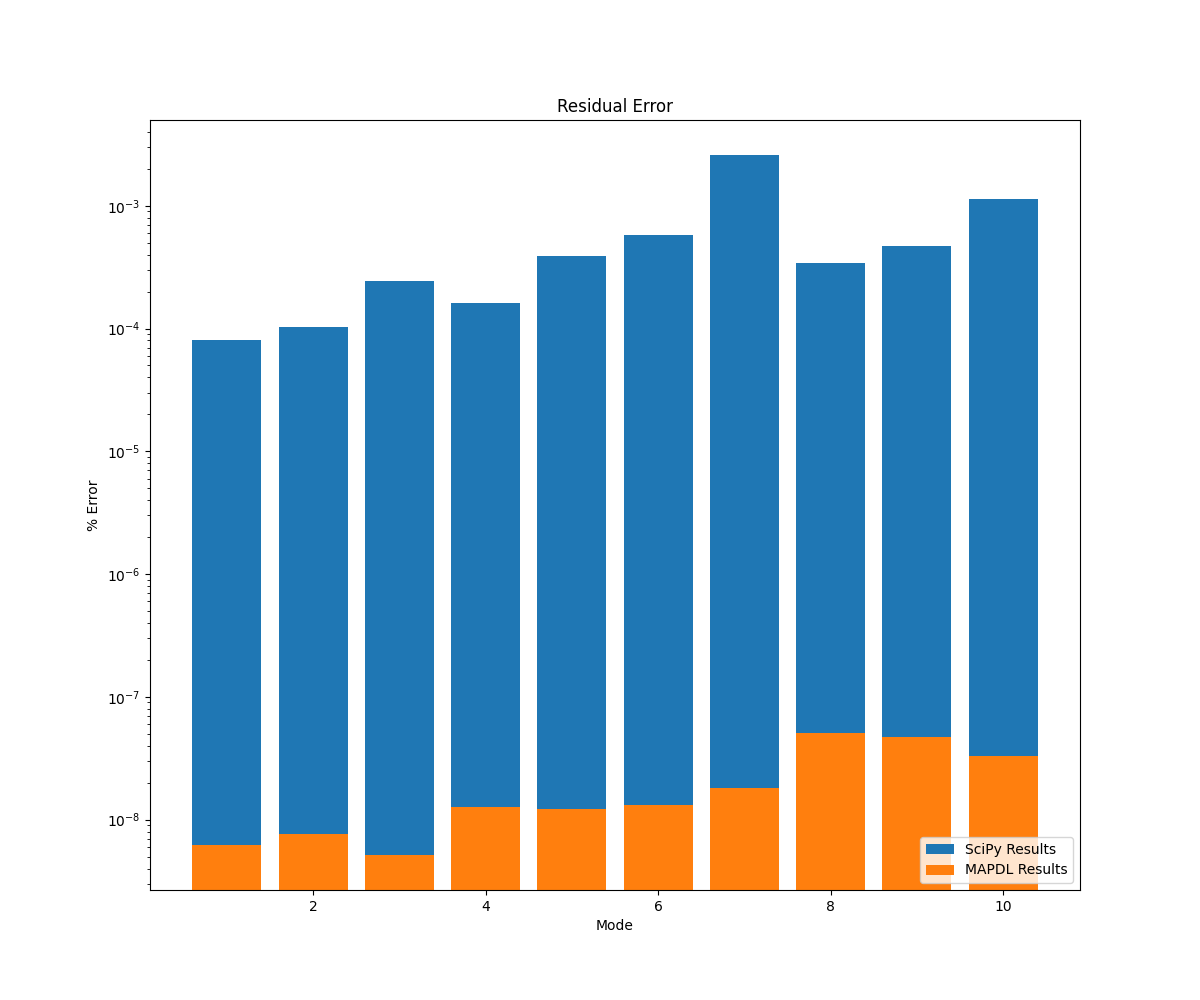 Residual Error
10⁻³
10⁻⁴
10⁻⁵
10⁻⁶
10⁻⁷
10⁻⁸
% Error
2 4 6 8 10
Mode
SciPy Results
MAPDL Results